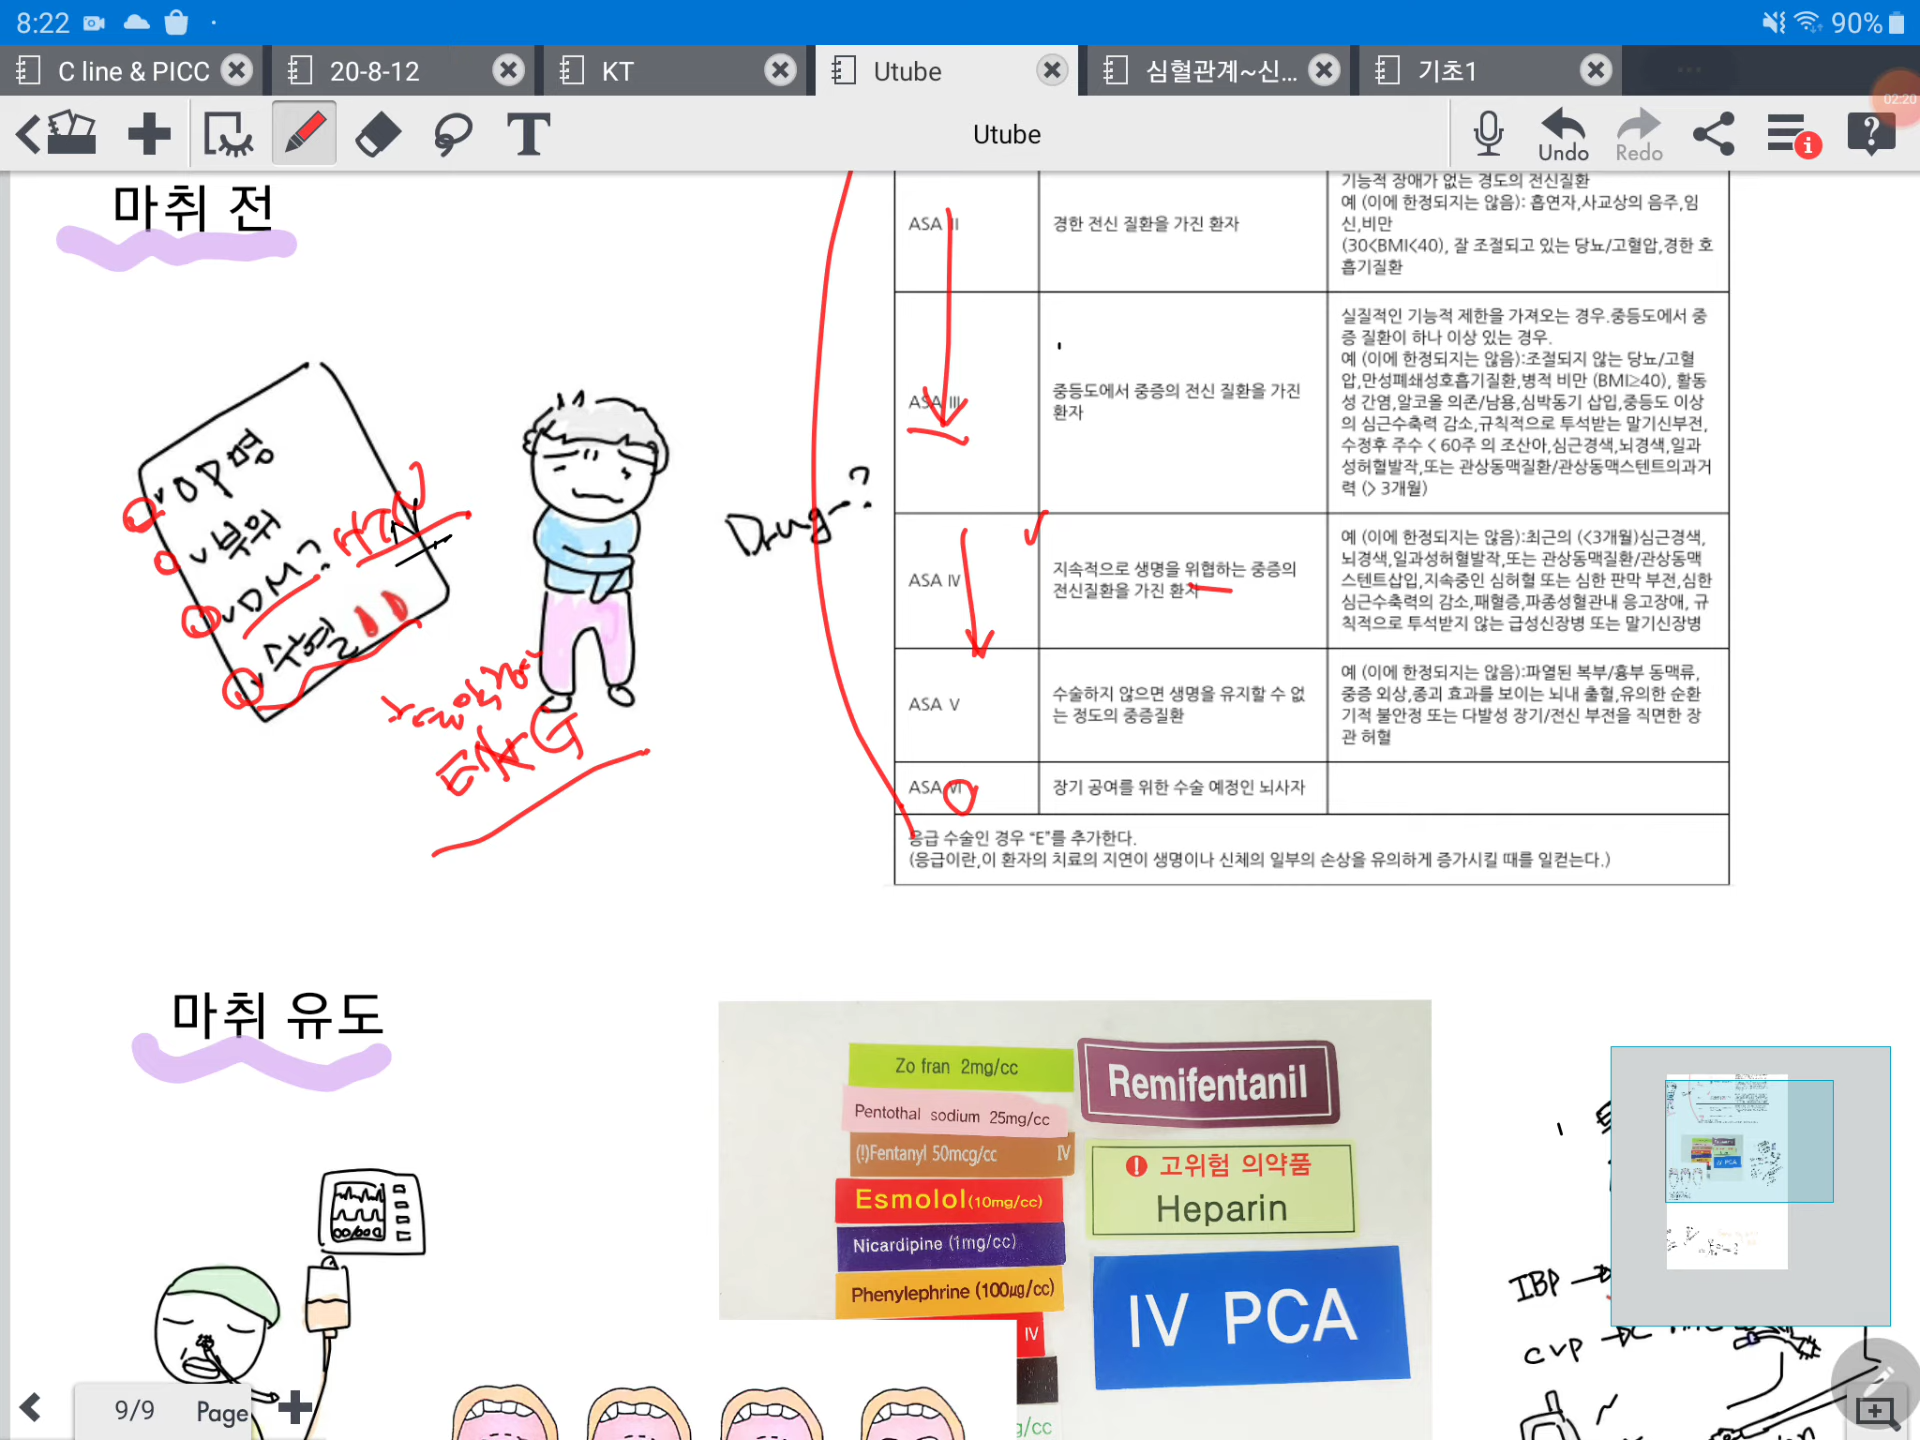 8:22
90%
C line & PICC
20-8-12
KT
Utube
심혈관계~신...
기초1
02:20
Utube
Undo
Redo
마취 전
OP명
부위
DM?
수혈
EKG
Drug~?
기능적 장애가 없는 경도의 전신질환
ASA II
경한 전신 질환을 가진 환자
예 (이에 한정되지는 않음): 흡연자,사교상의 음주,임
신,비만
(30<BMI<40), 잘 조절되고 있는 당뇨/고혈압,경한 호
흡기질환
ASA III
중등도에서 중증의 전신 질환을 가진
환자
실질적인 기능적 제한을 가져오는 경우.중등도에서 중
증 질환이 하나 이상 있는 경우.
예 (이에 한정되지는 않음):조절되지 않는 당뇨/고혈
압,만성폐쇄성호흡기질환,병적 비만 (BMI≥40), 활동
성 간염,알코올 의존/남용,심박동기 삽입,중등도 이상
의 심근수축력 감소,규칙적으로 투석받는 말기신부전,
수정후 주수 < 60주 의 조산아,심근경색,뇌경색,일과
성허혈발작,또는 관상동맥질환/관상동맥스텐트의과거
력 (> 3개월)
ASA IV
지속적으로 생명을 위협하는 중증의
전신질환을 가진 환자
예 (이에 한정되지는 않음):최근의 (<3개월)심근경색,
뇌경색,일과성허혈발작,또는 관상동맥질환/관상동맥
스텐트삽입,지속중인 심허혈 또는 심한 판막 부전,심한
심근수축력의 감소,패혈증,파종성혈관내 응고장애, 규
칙적으로 투석받지 않는 급성신장병 또는 말기신장병
ASA V
수술하지 않으면 생명을 유지할 수 없
는 정도의 중증질환
예 (이에 한정되지는 않음):파열된 복부/흉부 동맥류,
중증 외상,종괴 효과를 보이는 뇌내 출혈,유의한 순환
기적 불안정 또는 다발성 장기/전신 부전을 직면한 장
관 허혈
ASA VI
장기 공여를 위한 수술 예정인 뇌사자
응급 수술인 경우 "E"를 추가한다.
(응급이란,이 환자의 치료의 지연이 생명이나 신체의 일부의 손상을 유의하게 증가시킬 때를 일컫는다.)
마취 유도
Zo fran 2mg/cc
Pentothal sodium 25mg/cc
(!)Fentanyl 50mcg/cc IV
Esmolol(10mg/cc)
Nicardipine (1mg/cc)
Phenylephrine (100μg/cc)
IV
g/cc
Remifentanil
고위험 의약품
Heparin
IV PCA
IBP
CVP
9/9 Page